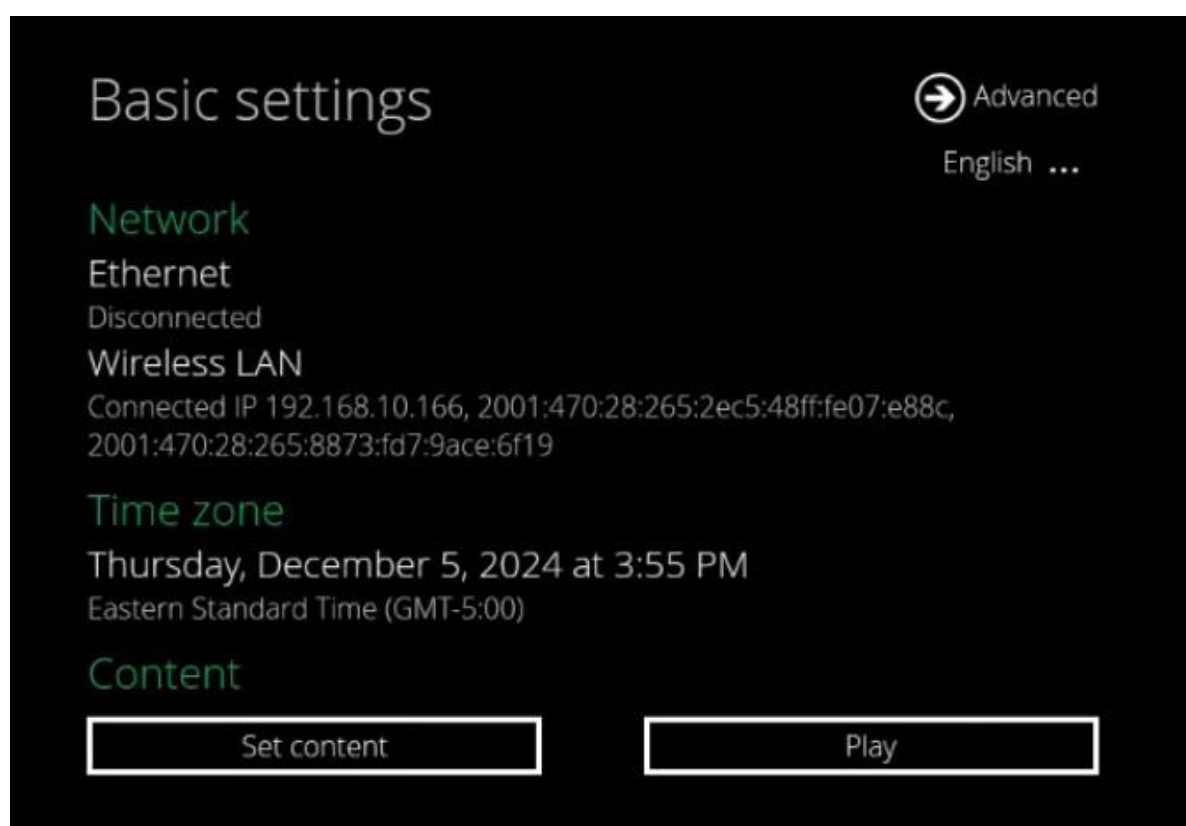 Basic settings
Advanced
English ...
Network
Ethernet
Disconnected
Wireless LAN
Connected IP 192.168.10.166, 2001:470:28:265:2ec5:48ff:fe07:e88c,
2001:470:28:265:8873:fd7:9ace:6f19
Time zone
Thursday, December 5, 2024 at 3:55 PM
Eastern Standard Time (GMT-5:00)
Content
Set content
Play